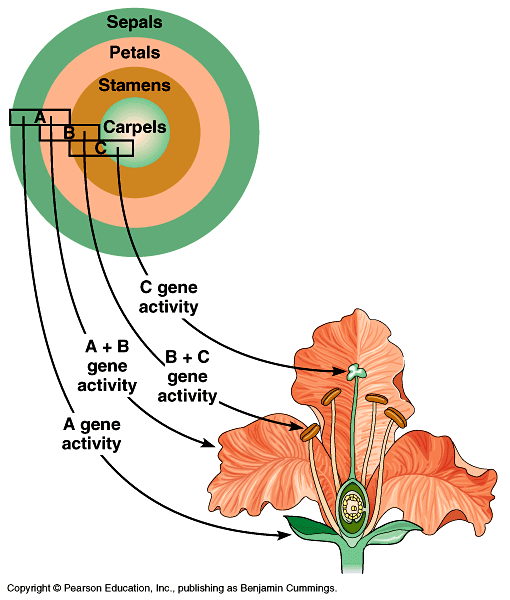 Sepals
Petals
Stamens
Carpels
A
B
C
C gene
activity
A + B
gene
activity
B + C
gene
activity
A gene
activity
Copyright © Pearson Education, Inc., publishing as Benjamin Cummings.